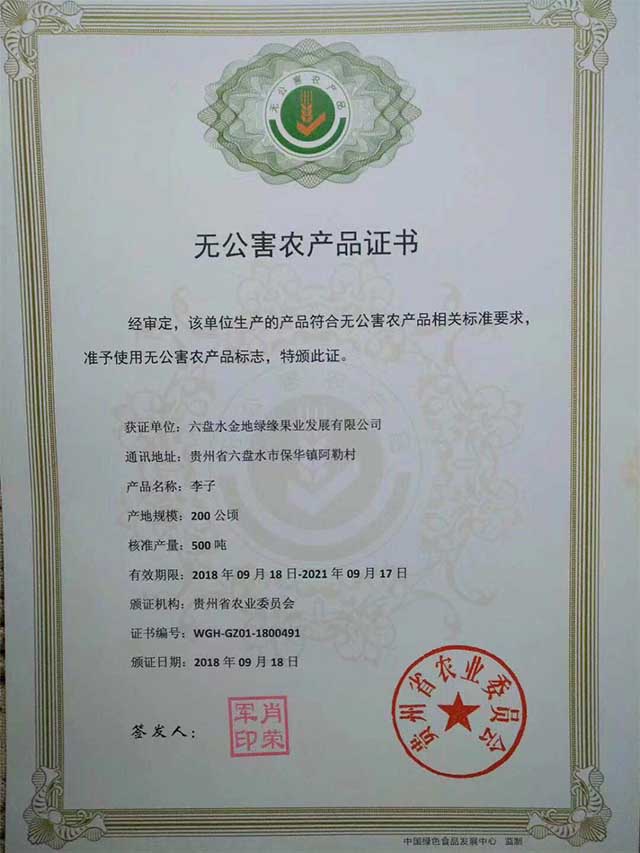 无公害农产品
无公害农产品证书
经审定，该单位生产的产品符合无公害农产品相关标准要求，
准予使用无公害农产品标志，特颁此证。
获证单位：六盘水金地绿缘果业发展有限公司
通讯地址：贵州省六盘水市保华镇阿勒村
产品名称：李子
产地规模：200 公顷
核准产量：500 吨
有效期限：2018 年 09 月 18 日-2021 年 09 月 17 日
颁证机构：贵州省农业委员会
证书编号：WGH-GZ01-1800491
颁证日期：2018 年 09 月 18 日
签发人：
肖荣
军印
贵州省农业委员会
中国绿色食品发展中心 监制